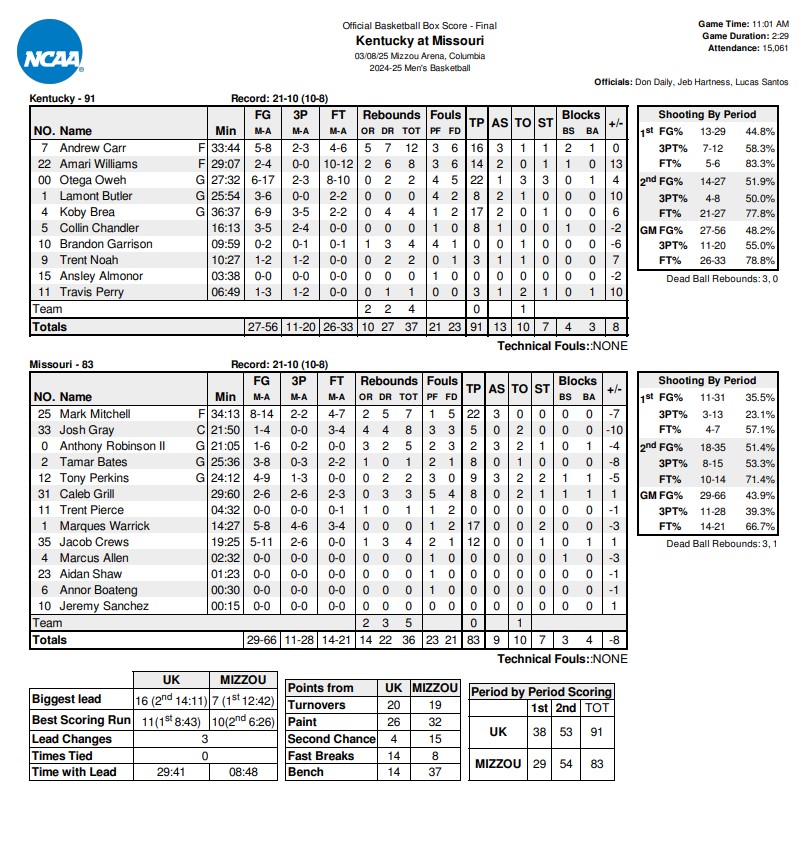 NCAA
Official Basketball Box Score - Final
Kentucky at Missouri
03/08/25 Mizzou Arena, Columbia
2024-25 Men's Basketball
Game Time: 11:01 AM
Game Duration: 2:29
Attendance: 15,061
Officials: Don Daily, Jeb Hartness, Lucas Santos
Kentucky - 91 Record: 21-10 (10-8)
FG 3P FT Rebounds Fouls TP AS TO ST Blocks +/-
NO. Name Min M-A M-A M-A OR DR TOT PF FD BS BA
7 Andrew Carr F 33:44 5-8 2-3 4-6 5 7 12 3 6 16 3 1 1 2 1 0
22 Amari Williams F 29:07 2-4 0-0 10-12 2 6 8 3 6 14 2 0 1 1 0 13
00 Otega Oweh G 27:32 6-17 2-3 8-10 0 2 2 4 5 22 1 3 3 0 1 4
1 Lamont Butler G 25:54 3-6 0-0 2-2 0 0 0 4 2 8 2 1 0 0 0 10
4 Koby Brea G 36:37 6-9 3-5 2-2 0 4 4 1 2 17 2 0 1 0 0 6
5 Collin Chandler 16:13 3-5 2-4 0-0 0 0 0 1 0 8 1 0 0 1 0 -2
10 Brandon Garrison 09:59 0-2 0-1 0-1 1 3 4 4 1 0 0 1 0 0 0 -6
9 Trent Noah 10:27 1-2 1-2 0-0 0 2 2 0 1 3 1 1 0 0 0 7
15 Ansley Almonor 03:38 0-0 0-0 0-0 0 0 0 1 0 0 0 0 0 0 0 -2
11 Travis Perry 06:49 1-3 1-2 0-0 0 1 1 0 0 3 1 2 1 0 1 10
Team 2 2 4 0 1
Totals 27-56 11-20 26-33 10 27 37 21 23 91 13 10 7 4 3 8
Technical Fouls::NONE
Shooting By Period
1st FG% 13-29 44.8%
3PT% 7-12 58.3%
FT% 5-6 83.3%
2nd FG% 14-27 51.9%
3PT% 4-8 50.0%
FT% 21-27 77.8%
GM FG% 27-56 48.2%
3PT% 11-20 55.0%
FT% 26-33 78.8%
Dead Ball Rebounds: 3, 0
Missouri - 83 Record: 21-10 (10-8)
FG 3P FT Rebounds Fouls TP AS TO ST Blocks +/-
NO. Name Min M-A M-A M-A OR DR TOT PF FD BS BA
25 Mark Mitchell F 34:13 8-14 2-2 4-7 2 5 7 1 5 22 3 0 0 0 0 -7
33 Josh Gray C 21:50 1-4 0-0 3-4 4 4 8 3 3 5 0 2 0 1 0 -10
0 Anthony Robinson II G 21:05 1-6 0-2 0-0 3 2 5 3 2 2 3 2 1 0 1 -4
2 Tamar Bates G 25:36 3-8 0-3 2-2 1 0 1 2 2 8 0 1 0 0 0 -8
12 Tony Perkins G 24:12 4-9 1-3 0-0 0 2 2 3 0 9 3 2 2 1 1 -5
31 Caleb Grill 29:60 2-6 2-6 2-3 0 3 3 5 4 8 0 2 1 1 1 1
11 Trent Pierce 04:32 0-0 0-0 0-1 0 1 0 1 2 0 0 0 0 0 0 -1
1 Marques Warrick 14:27 5-8 4-6 3-4 0 0 0 1 2 17 0 0 2 0 0 -3
35 Jacob Crews 19:25 5-11 2-6 0-0 1 3 4 2 1 12 0 0 1 0 1 1
4 Marcus Allen 02:32 0-0 0-0 0-0 0 0 0 0 0 0 0 0 0 1 0 -3
23 Aidan Shaw 01:23 0-0 0-0 0-0 0 0 0 1 0 0 0 0 0 0 0 -1
6 Annor Boateng 00:30 0-0 0-0 0-0 0 0 0 1 0 0 0 0 0 0 0 -1
10 Jeremy Sanchez 00:15 0-0 0-0 0-0 0 0 0 0 0 0 0 0 0 0 0 1
Team 2 3 5 0 1
Totals 29-66 11-28 14-21 14 22 36 23 21 83 9 10 7 3 4 -8
Technical Fouls::NONE
Shooting By Period
1st FG% 11-31 35.5%
3PT% 3-13 23.1%
FT% 4-7 57.1%
2nd FG% 18-35 51.4%
3PT% 8-15 53.3%
FT% 10-14 71.4%
GM FG% 29-66 43.9%
3PT% 11-28 39.3%
FT% 14-21 66.7%
Dead Ball Rebounds: 3, 1
UK MIZZOU
Biggest lead 16 (2nd 14:11) 7 (1st 12:42)
Best Scoring Run 11(1st 8:43) 10(2nd 6:26)
Lead Changes 3
Times Tied 0
Time with Lead 29:41 08:48
Points from UK MIZZOU
Turnovers 20 19
Paint 26 32
Second Chance 4 15
Fast Breaks 14 8
Bench 14 37
Period by Period Scoring
1st 2nd TOT
UK 38 53 91
MIZZOU 29 54 83